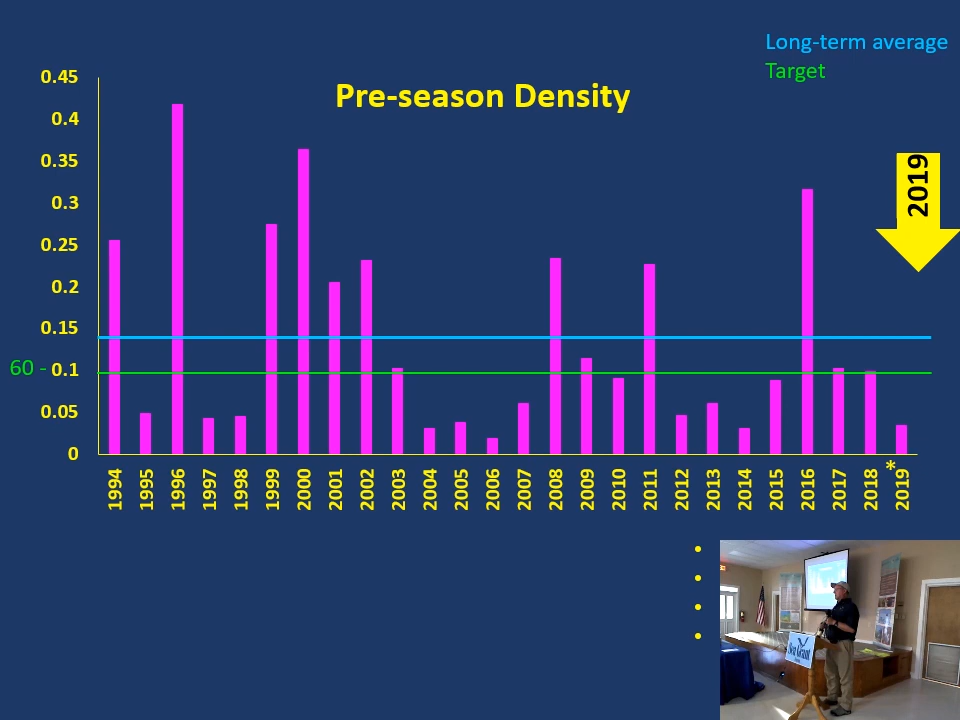 Long-term average
Target
Pre-season Density
0.45
0.4
0.35
0.3
0.25
0.2
0.15
60 - 0.1
0.05
0
2019
1994 1995 1996 1997 1998 1999 2000 2001 2002 2003 2004 2005 2006 2007 2008 2009 2010 2011 2012 2013 2014 2015 2016 2017 2018 * 2019
Sea Grant